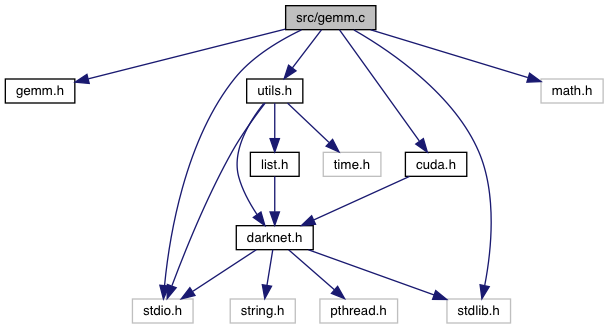 src/gemm.c
gemm.h
utils.h
math.h
list.h
time.h
cuda.h
darknet.h
stdio.h
string.h
pthread.h
stdlib.h